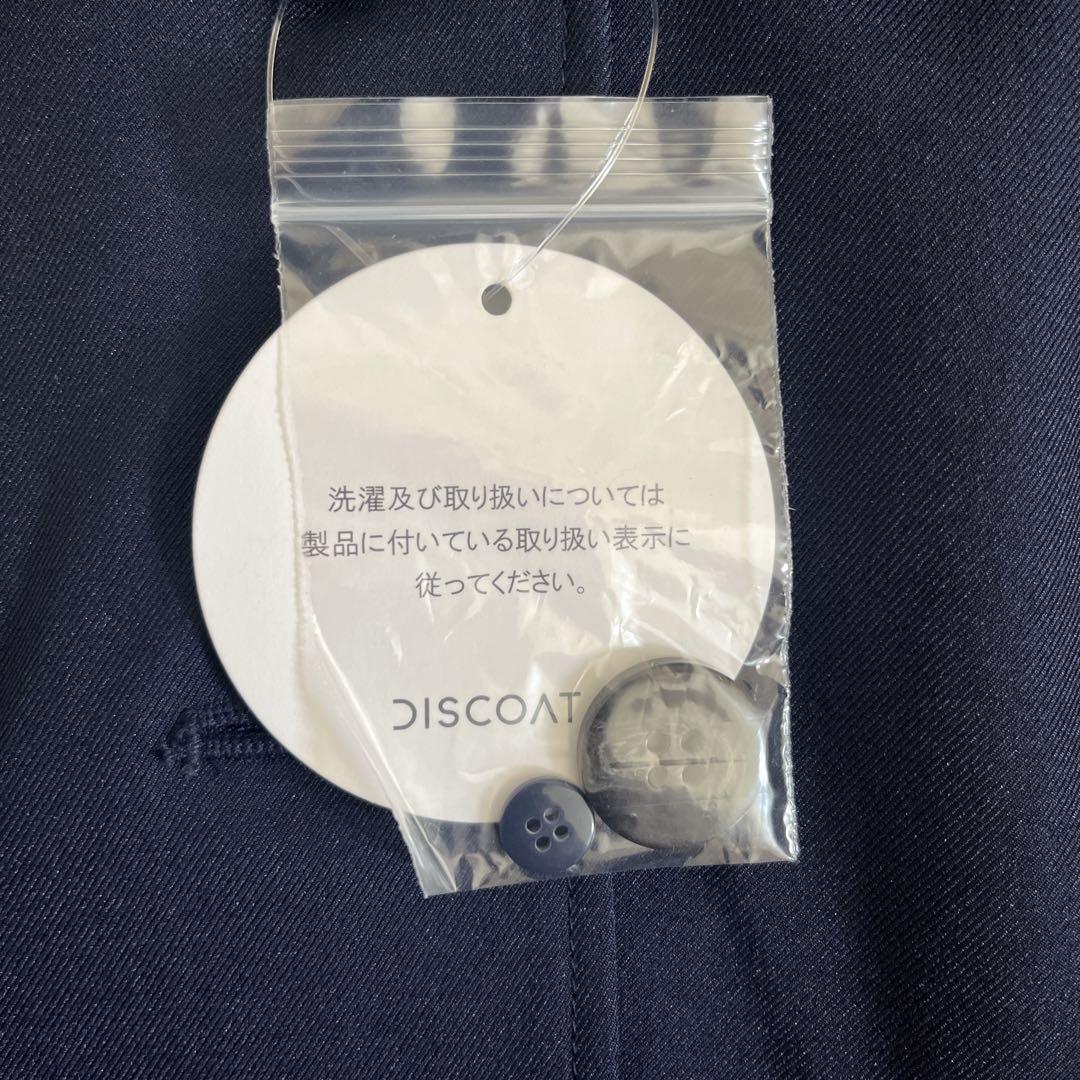 洗濯及び取り扱いについては
製品に付いている取り扱い表示に
従ってください。
DISCOAT